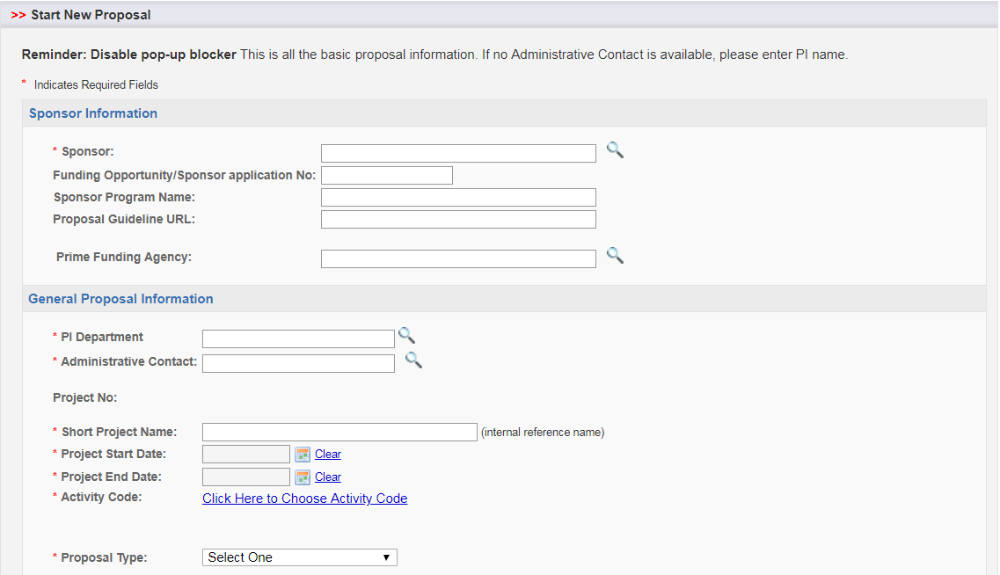 >> Start New Proposal
Reminder: Disable pop-up blocker This is all the basic proposal information. If no Administrative Contact is available, please enter PI name.
* Indicates Required Fields
Sponsor Information
* Sponsor:
Funding Opportunity/Sponsor application No:
Sponsor Program Name:
Proposal Guideline URL:
Prime Funding Agency:
General Proposal Information
* PI Department
* Administrative Contact:
Project No:
* Short Project Name: (internal reference name)
* Project Start Date: Clear
* Project End Date: Clear
* Activity Code: Click Here to Choose Activity Code
* Proposal Type: Select One